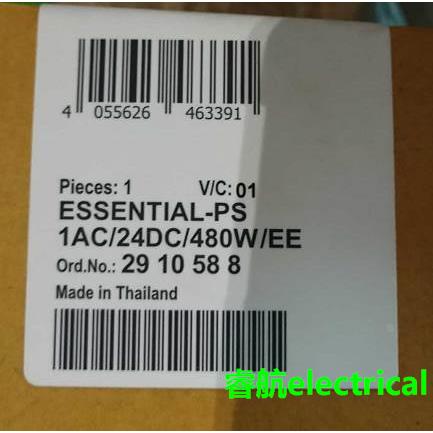 4 055626 463391
Pieces: 1 V/C: 01
ESSENTIAL-PS
1AC/24DC/480W/EE
Ord.No.: 29 10 58 8
Made in Thailand
睿航electrical